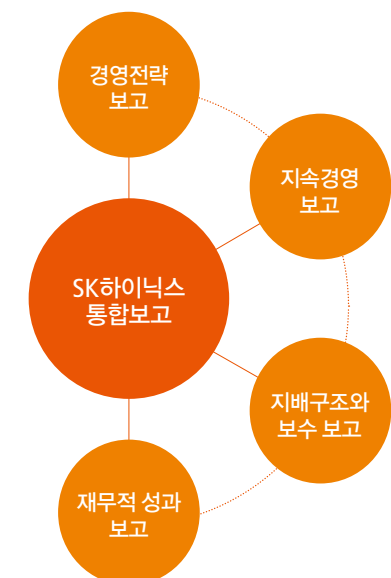 경영전략
보고
지속경영
보고
SK하이닉스
통합보고
지배구조와
보수 보고
재무적 성과
보고